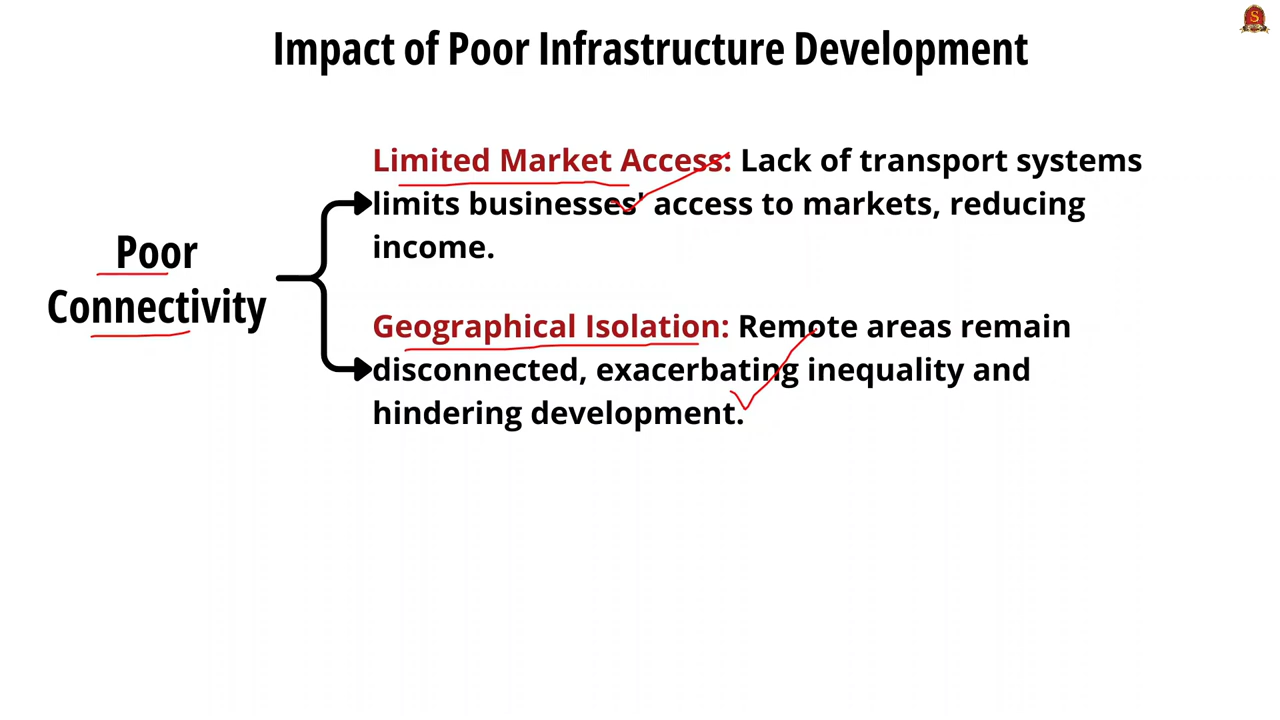 Impact of Poor Infrastructure Development
Poor
Connectivity
Limited Market Access: Lack of transport systems
limits businesses' access to markets, reducing
income.
Geographical Isolation: Remote areas remain
disconnected, exacerbating inequality and
hindering development.